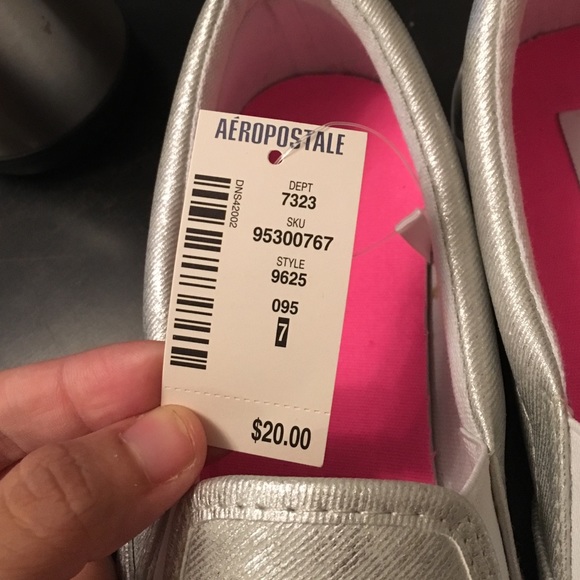 AÉROPOSTALE
DEPT
7323
SKU
95300767
STYLE
9625
095
7
$20.00
DNS42002